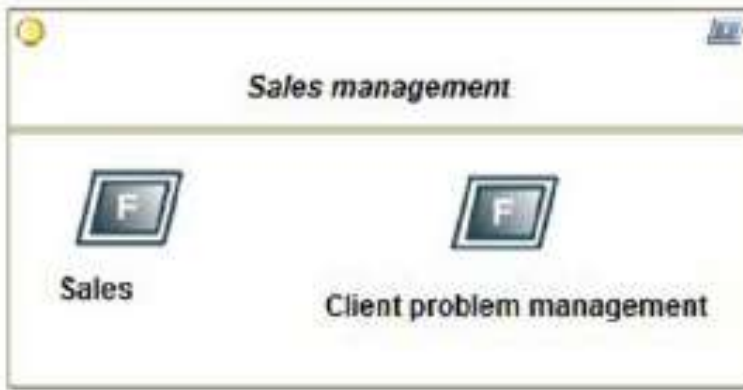 Sales management
F
F
Sales
Client problem management